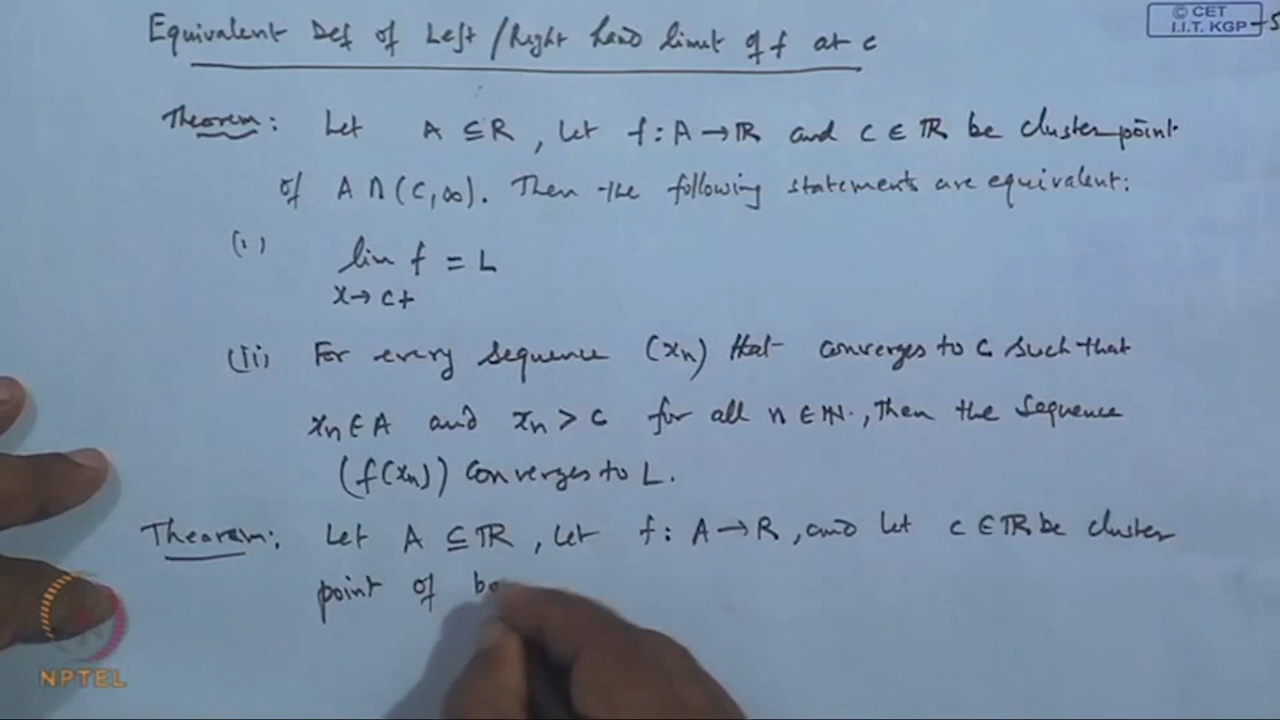 Equivalent Def of Left/Right hand limit of f at c
© CET
I.I.T. KGP
Theorem: Let A ⊆ R, Let f: A → ℝ and c ∈ ℝ be cluster point
of A ∩ (c, ∞). Then the following statements are equivalent:
(i) lim f = L
x → c+
(ii) For every sequence (xn) that converges to c such that
xn ∈ A and xn > c for all n ∈ ℕ., Then the sequence
(f(xn)) converges to L.
Theorem: Let A ⊆ ℝ, Let f: A → R, and let c ∈ ℝ be cluster
point of
NPTEL